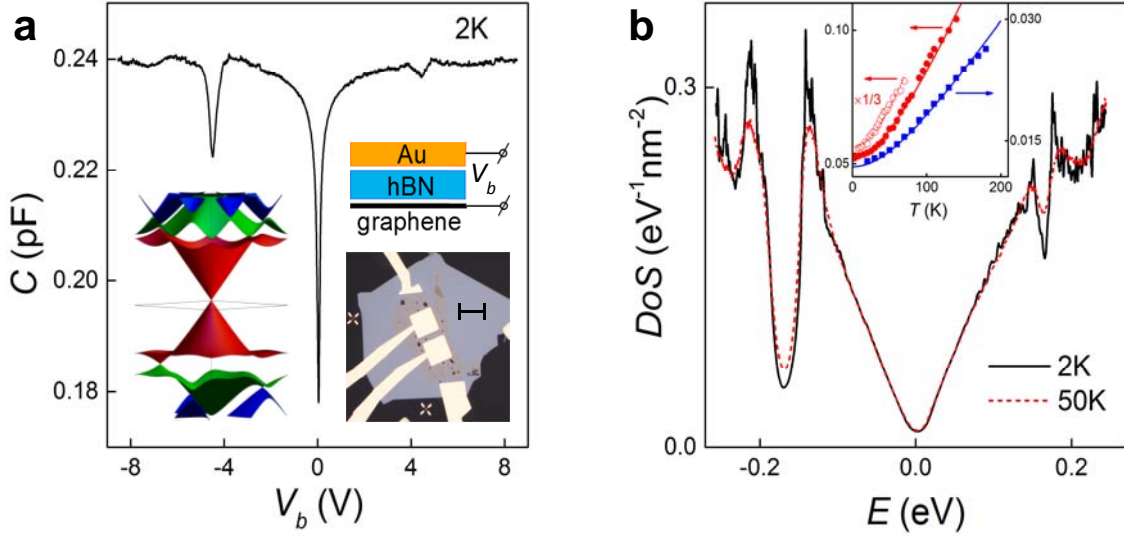 a
2K
C (pF)
0.24
0.22
0.20
0.18
Au
hBN
graphene
V_b
-8
-4
0
4
8
V_b (V)
b
DoS (eV⁻¹nm⁻²)
0.3
0.0
0.10
0.05
×1/3
0.030
0.015
0
100
200
T (K)
2K
50K
-0.2
0.0
0.2
E (eV)